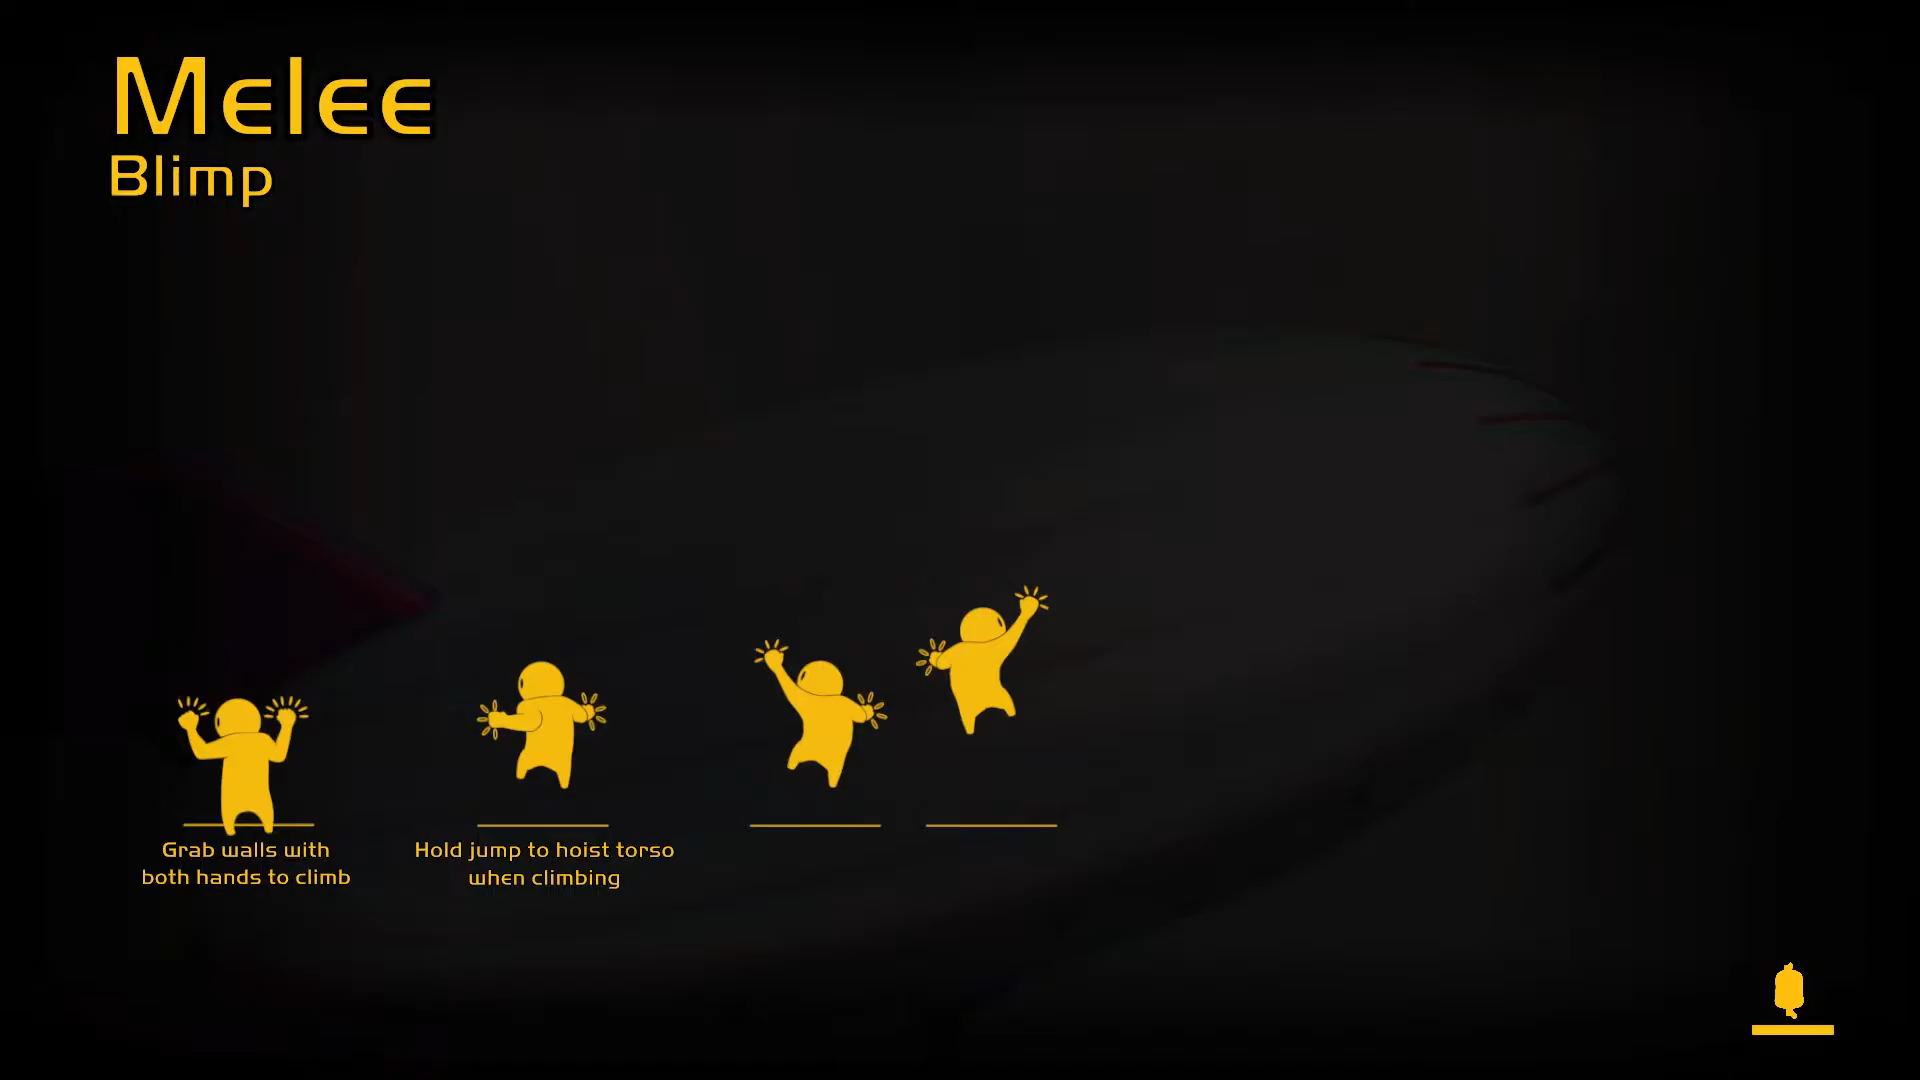 Melee
Blimp
Grab walls with
both hands to climb
Hold jump to hoist torso
when climbing